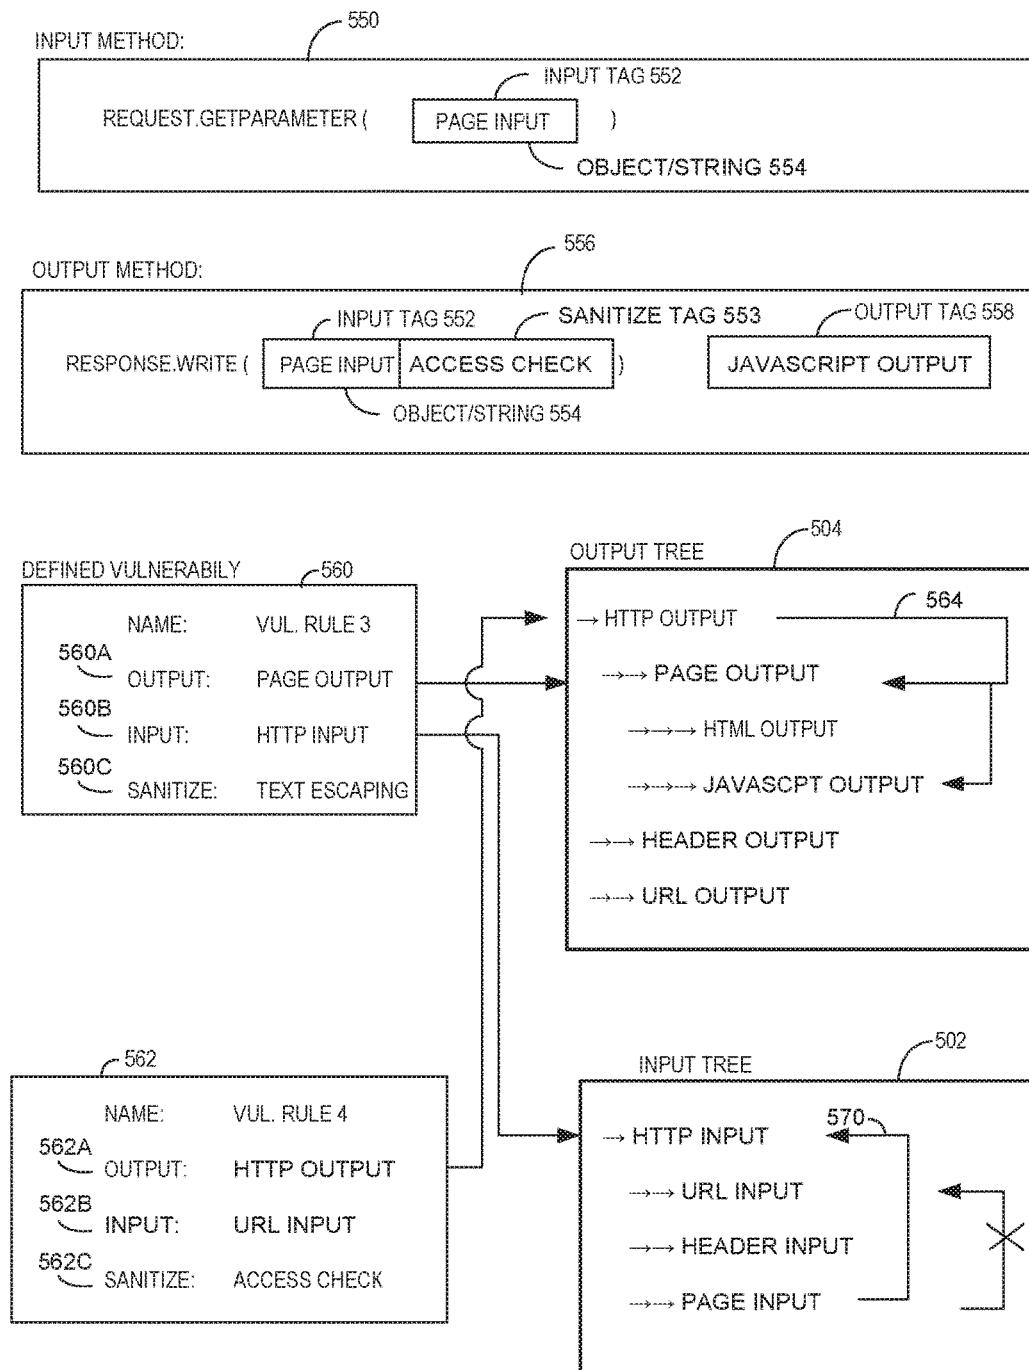 550
INPUT METHOD:
INPUT TAG 552
REQUEST.GETPARAMETER ( PAGE INPUT )
OBJECT/STRING 554
556
OUTPUT METHOD:
INPUT TAG 552 SANITIZE TAG 553 OUTPUT TAG 558
RESPONSE.WRITE ( PAGE INPUT ACCESS CHECK ) JAVASCRIPT OUTPUT
OBJECT/STRING 554
DEFINED VULNERABILY 560
NAME: VUL. RULE 3
560A
OUTPUT: PAGE OUTPUT
560B
INPUT: HTTP INPUT
560C
SANITIZE: TEXT ESCAPING
504
OUTPUT TREE
→ HTTP OUTPUT 564
→→ PAGE OUTPUT
→→→ HTML OUTPUT
→→→ JAVASCPT OUTPUT
→→ HEADER OUTPUT
→→ URL OUTPUT
562
NAME: VUL. RULE 4
562A
OUTPUT: HTTP OUTPUT
562B
INPUT: URL INPUT
562C
SANITIZE: ACCESS CHECK
502
INPUT TREE
→ HTTP INPUT 570
→→ URL INPUT
→→ HEADER INPUT
→→ PAGE INPUT